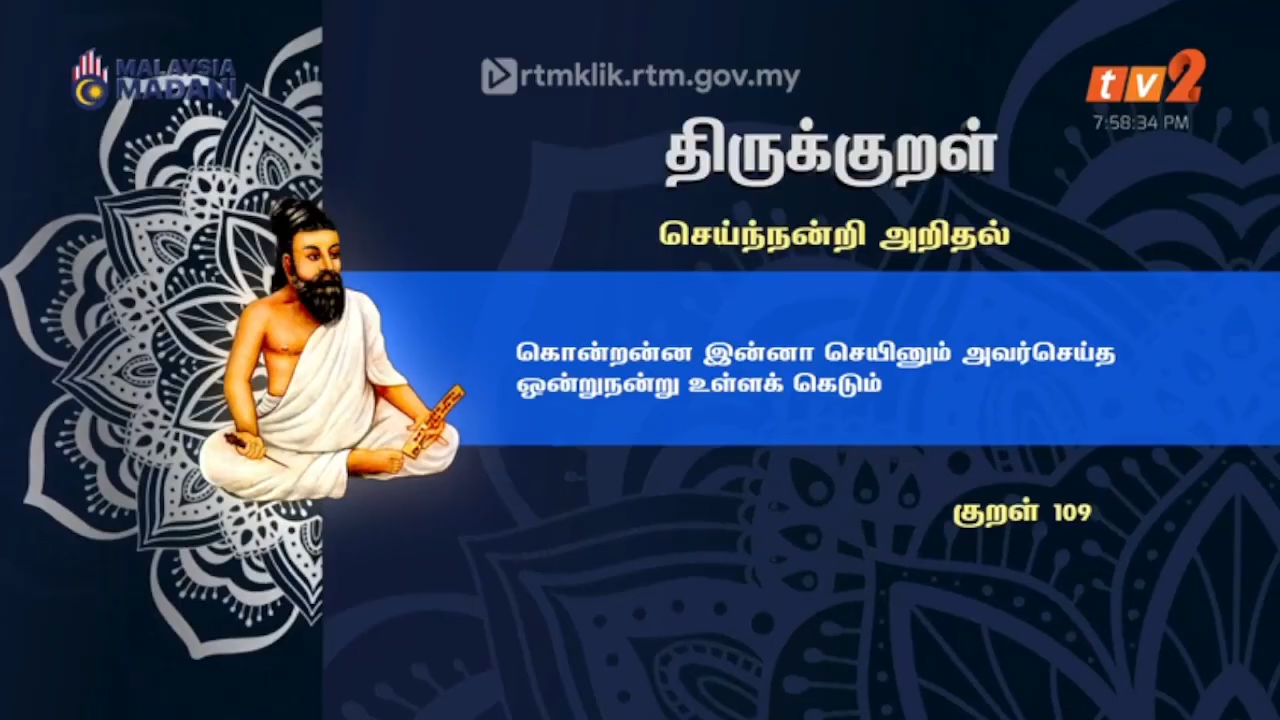 MALAYSIA
MADANI
rtmklik.rtm.gov.my
tv2
7:58:34 PM
திருக்குறள்
செய்ந்நன்றி அறிதல்
கொன்றன்ன இன்னா செயினும் அவர்செய்த
ஒன்றுநன்று உள்ளக் கெடும்
குறள் 109